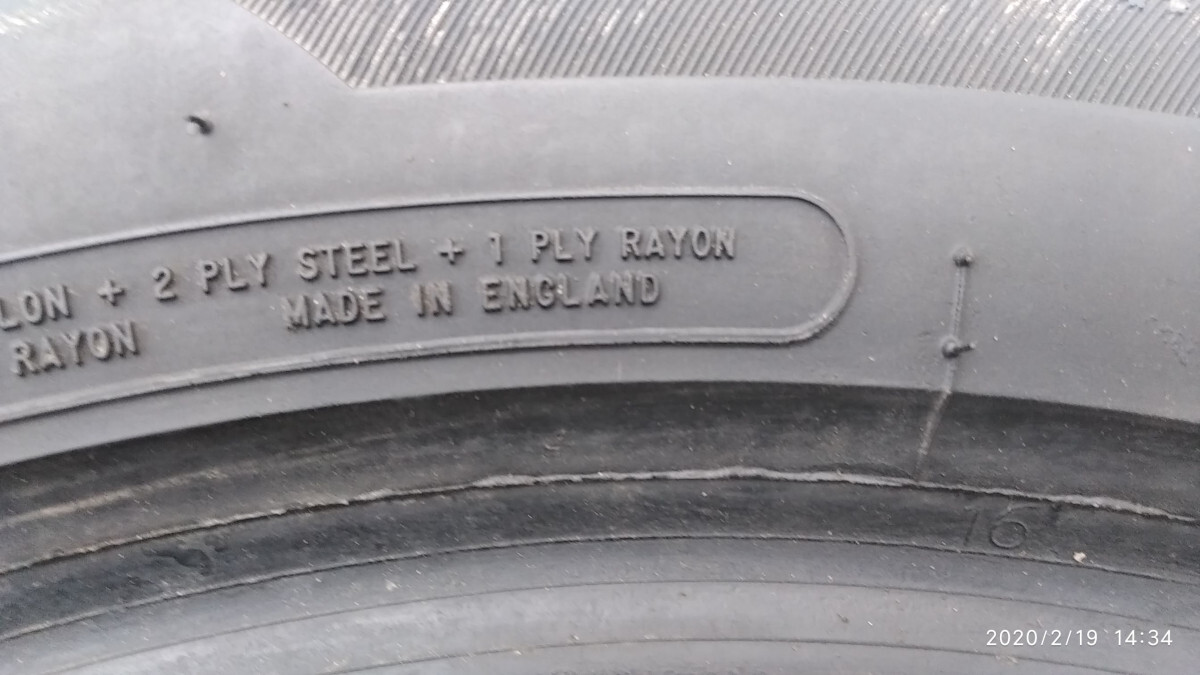 LON + 2 PLY STEEL + 1 PLY RAYON
RAYON MADE IN ENGLAND
16
2020/2/19 14:34